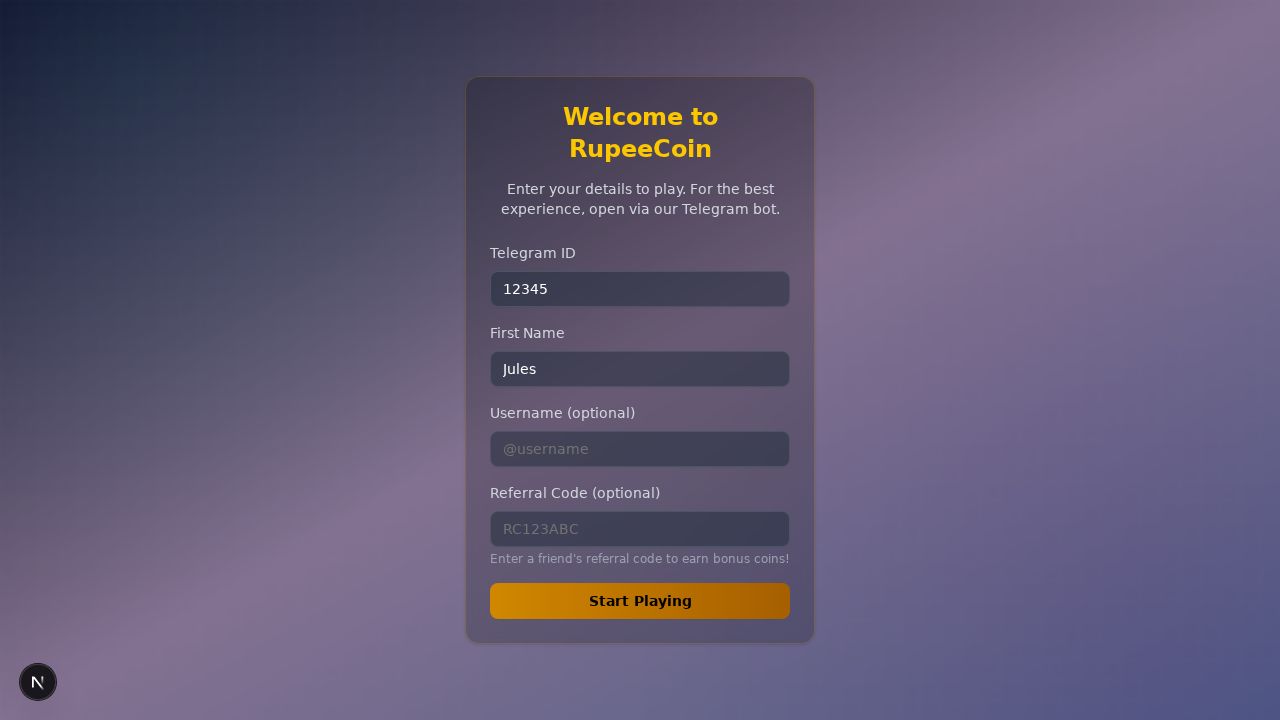 Welcome to
RupeeCoin
Enter your details to play. For the best
experience, open via our Telegram bot.
Telegram ID
12345
First Name
Jules
Username (optional)
@username
Referral Code (optional)
RC123ABC
Enter a friend's referral code to earn bonus coins!
Start Playing
N